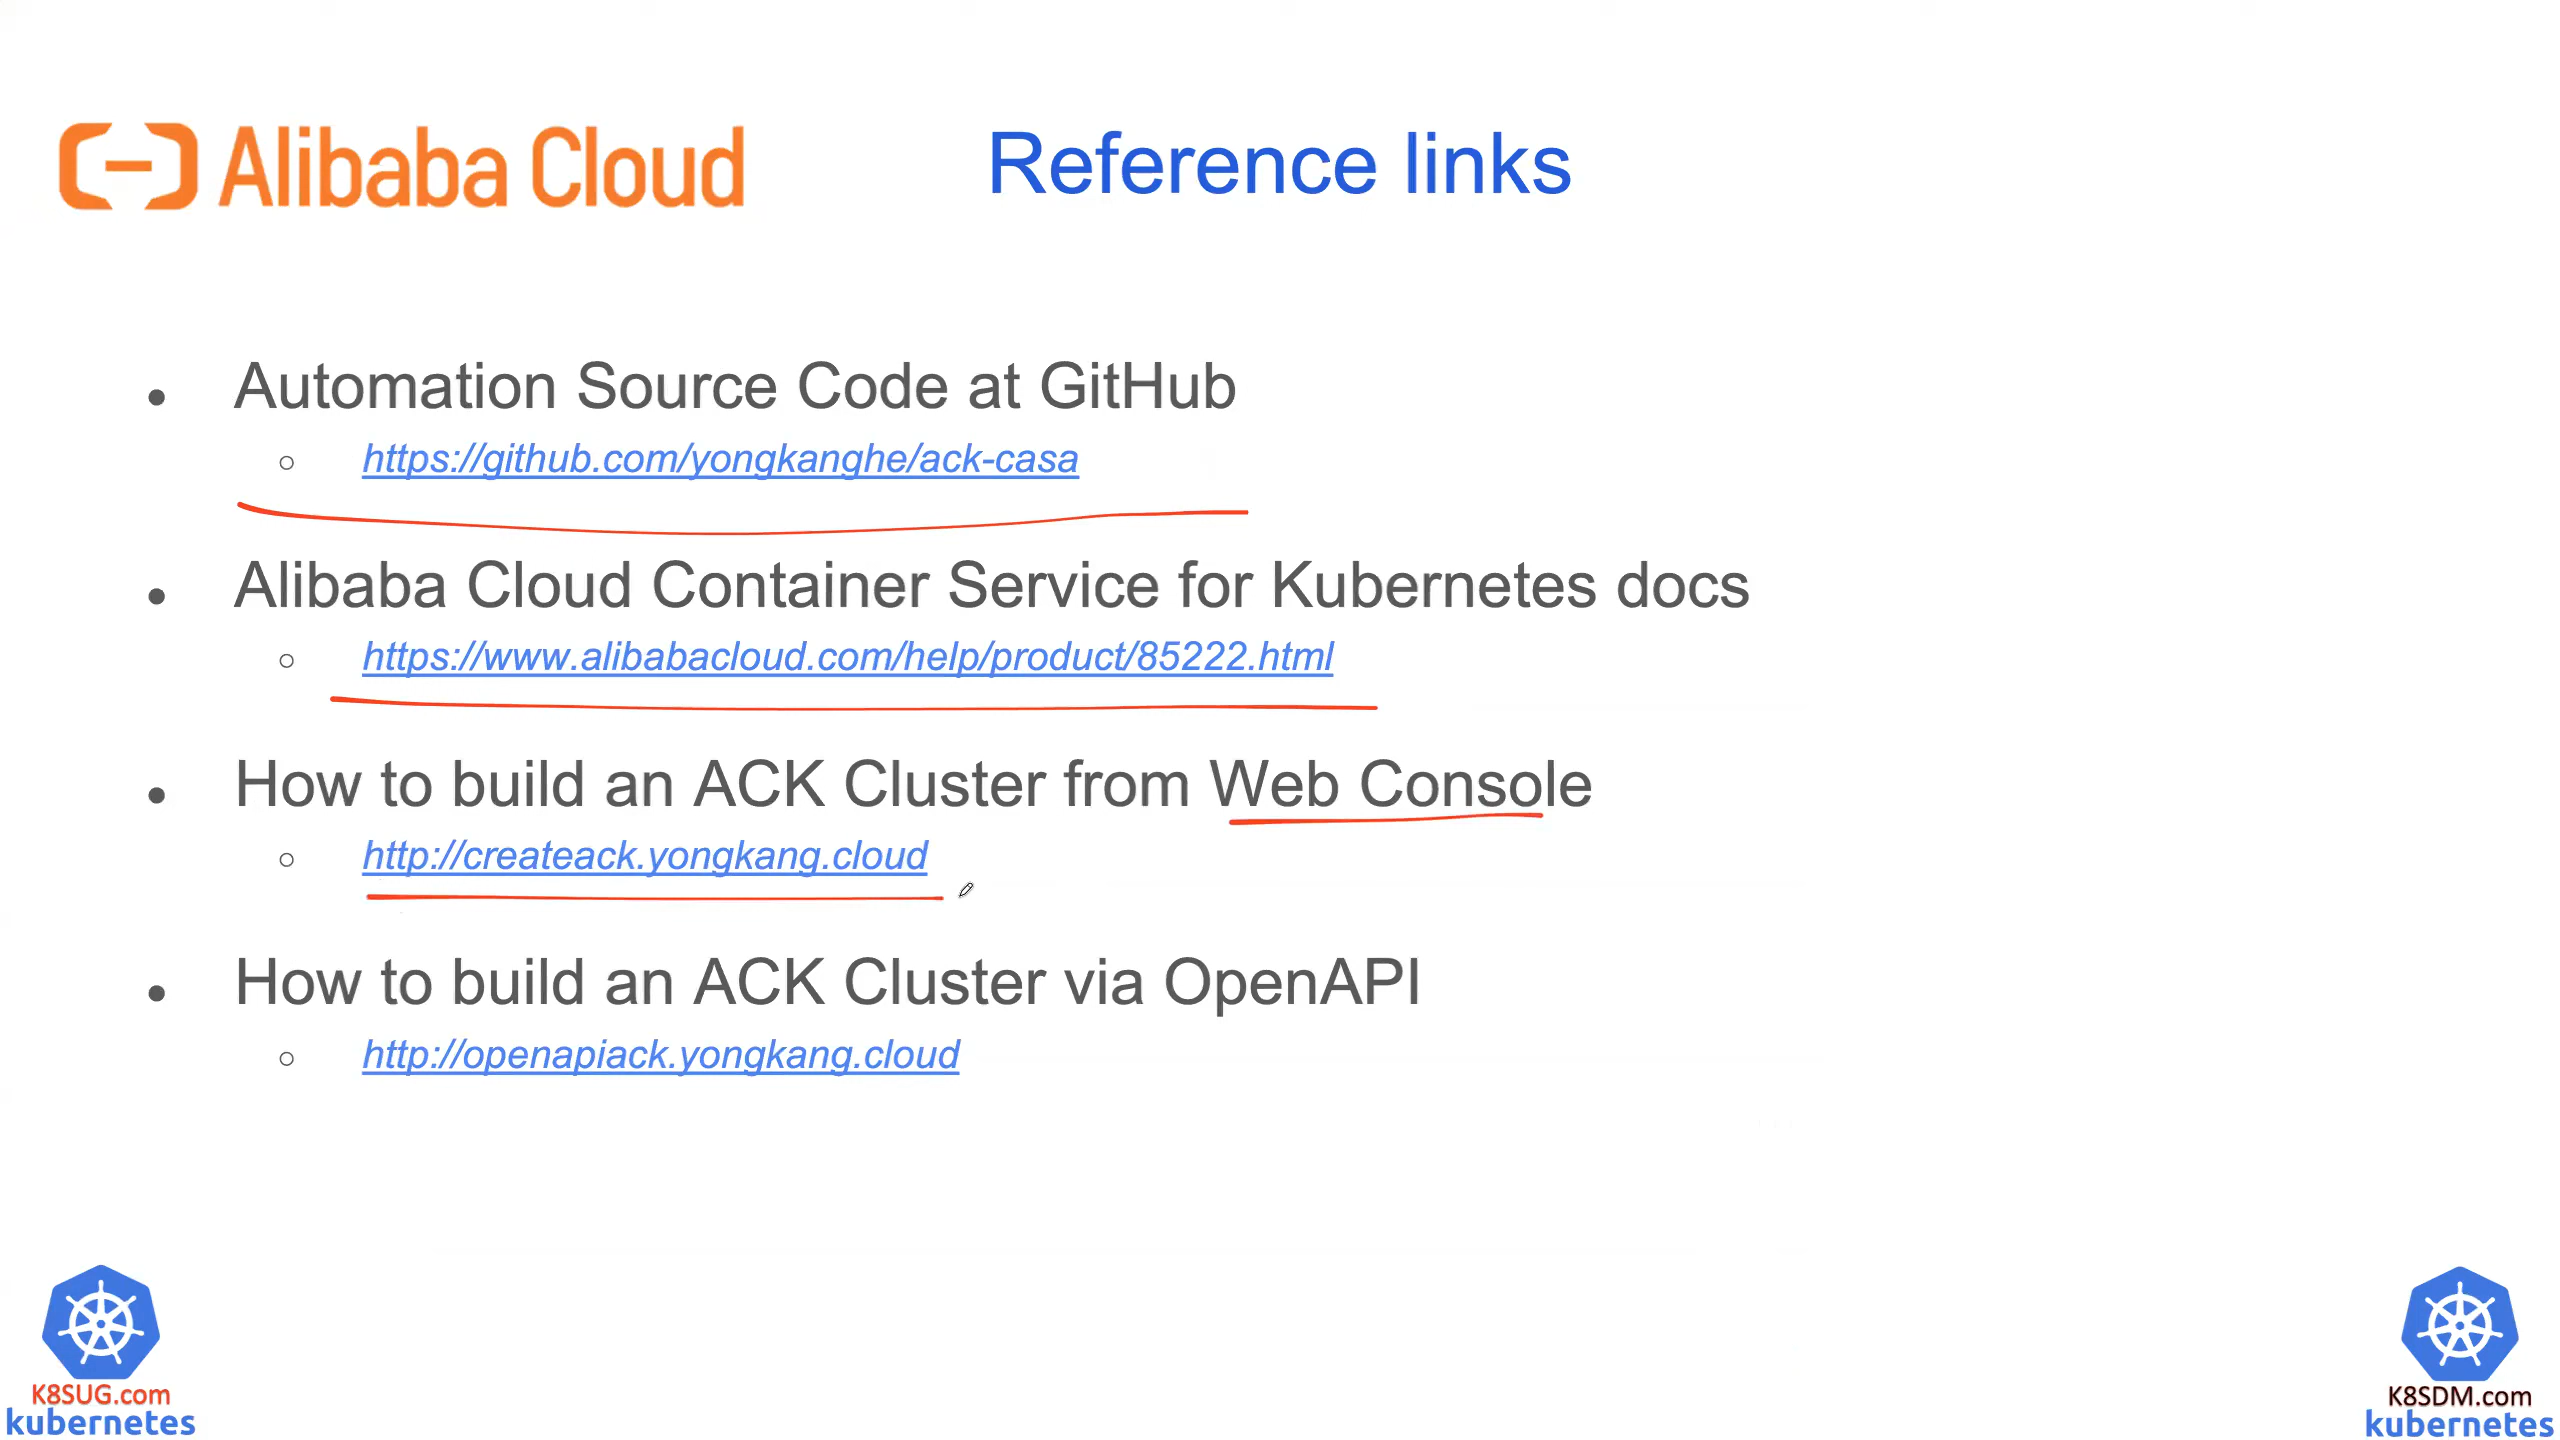 Alibaba Cloud
Reference links
Automation Source Code at GitHub
https://github.com/yongkanghe/ack-casa
Alibaba Cloud Container Service for Kubernetes docs
https://www.alibabacloud.com/help/product/85222.html
How to build an ACK Cluster from Web Console
http://createack.yongkang.cloud
How to build an ACK Cluster via OpenAPI
http://openapiack.yongkang.cloud
K8SUG.com
kubernetes
K8SDM.com
kubernetes